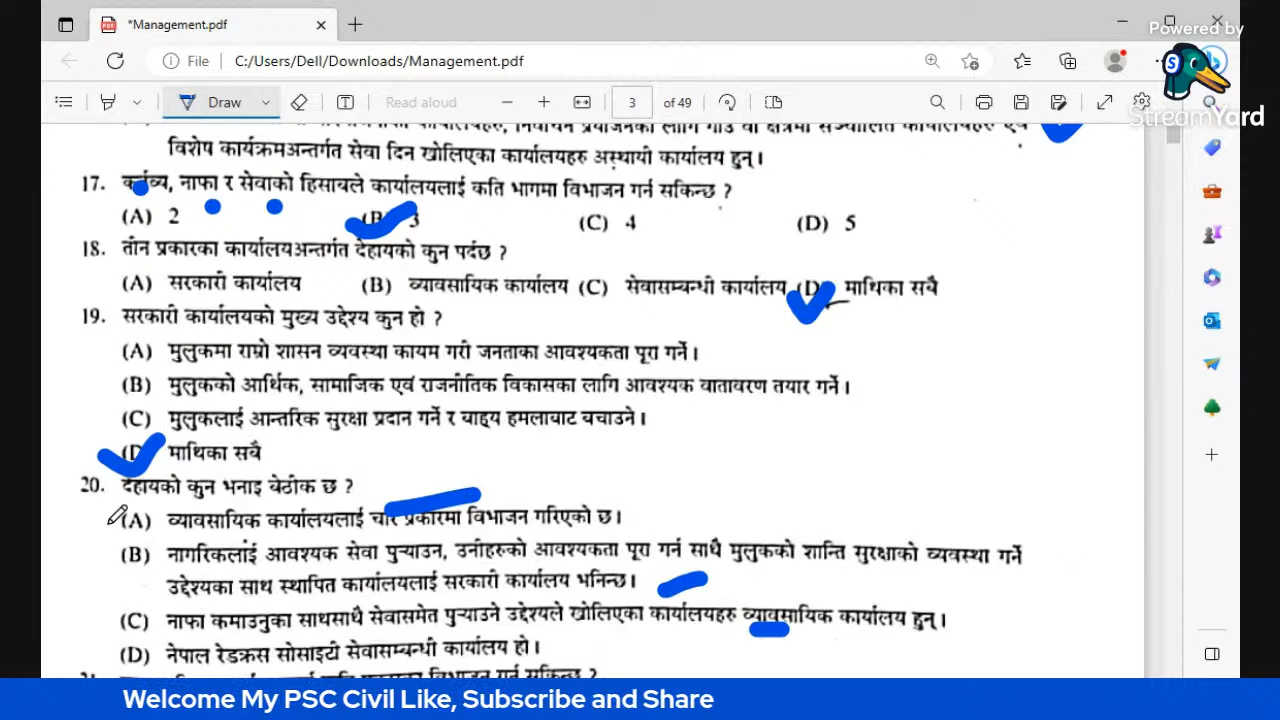 *Management.pdf
Powered by
File C:/Users/Dell/Downloads/Management.pdf
Draw Read aloud 3 of 49
StreamYard
विशेष कार्यक्रमअन्तर्गत सेवा दिन खोलिएका कार्यालयहरु अस्थायी कार्यालय हुन् ।
17. कर्तव्य, नाफा र सेवाको हिसाबले कार्यालयलाई कति भागमा विभाजन गर्न सकिन्छ ?
(A) 2 (B) 3 (C) 4 (D) 5
18. तीन प्रकारका कार्यालयअन्तर्गत देहायको कुन पर्दछ ?
(A) सरकारी कार्यालय (B) व्यावसायिक कार्यालय (C) सेवासम्बन्धी कार्यालय (D) माथिका सबै
19. सरकारी कार्यालयको मुख्य उद्देश्य कुन हो ?
(A) मुलुकमा राम्रो शासन व्यवस्था कायम गरी जनताका आवश्यकता पूरा गर्ने ।
(B) मुलुकको आर्थिक, सामाजिक एवं राजनीतिक विकासका लागि आवश्यक वातावरण तयार गर्ने ।
(C) मुलुकलाई आन्तरिक सुरक्षा प्रदान गर्ने र बाह्य हमलाबाट बचाउने ।
(D) माथिका सबै
20. देहायको कुन भनाइ बेठीक छ ?
(A) व्यावसायिक कार्यालयलाई चार प्रकारमा विभाजन गरिएको छ ।
(B) नागरिकलाई आवश्यक सेवा पुऱ्याउन, उनीहरुको आवश्यकता पूरा गर्न साथै मुलुकको शान्ति सुरक्षाको व्यवस्था गर्ने
उद्देश्यका साथ स्थापित कार्यालयलाई सरकारी कार्यालय भनिन्छ ।
(C) नाफा कमाउनुका साथसाथै सेवासमेत पुऱ्याउने उद्देश्यले खोलिएका कार्यालयहरु व्यावसायिक कार्यालय हुन् ।
(D) नेपाल रेडक्रस सोसाइटी सेवासम्बन्धी कार्यालय हो ।
Welcome My PSC Civil Like, Subscribe and Share